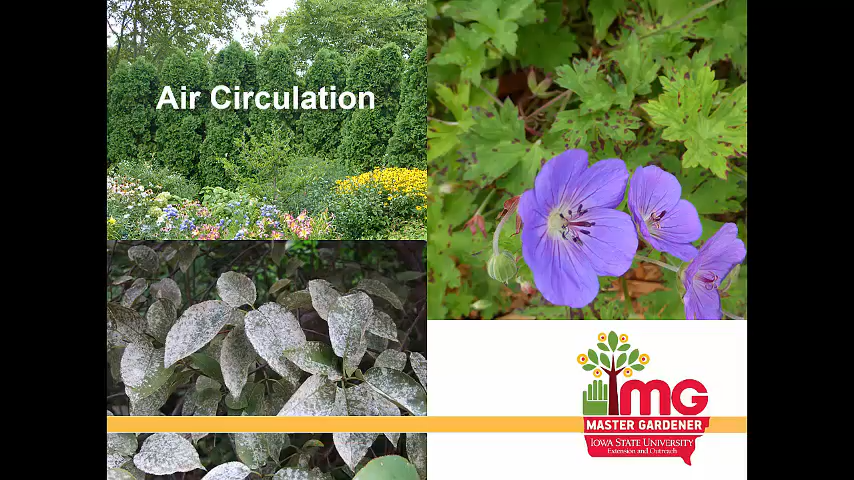 Air Circulation
MG
MASTER GARDENER
IOWA STATE UNIVERSITY
Extension and Outreach